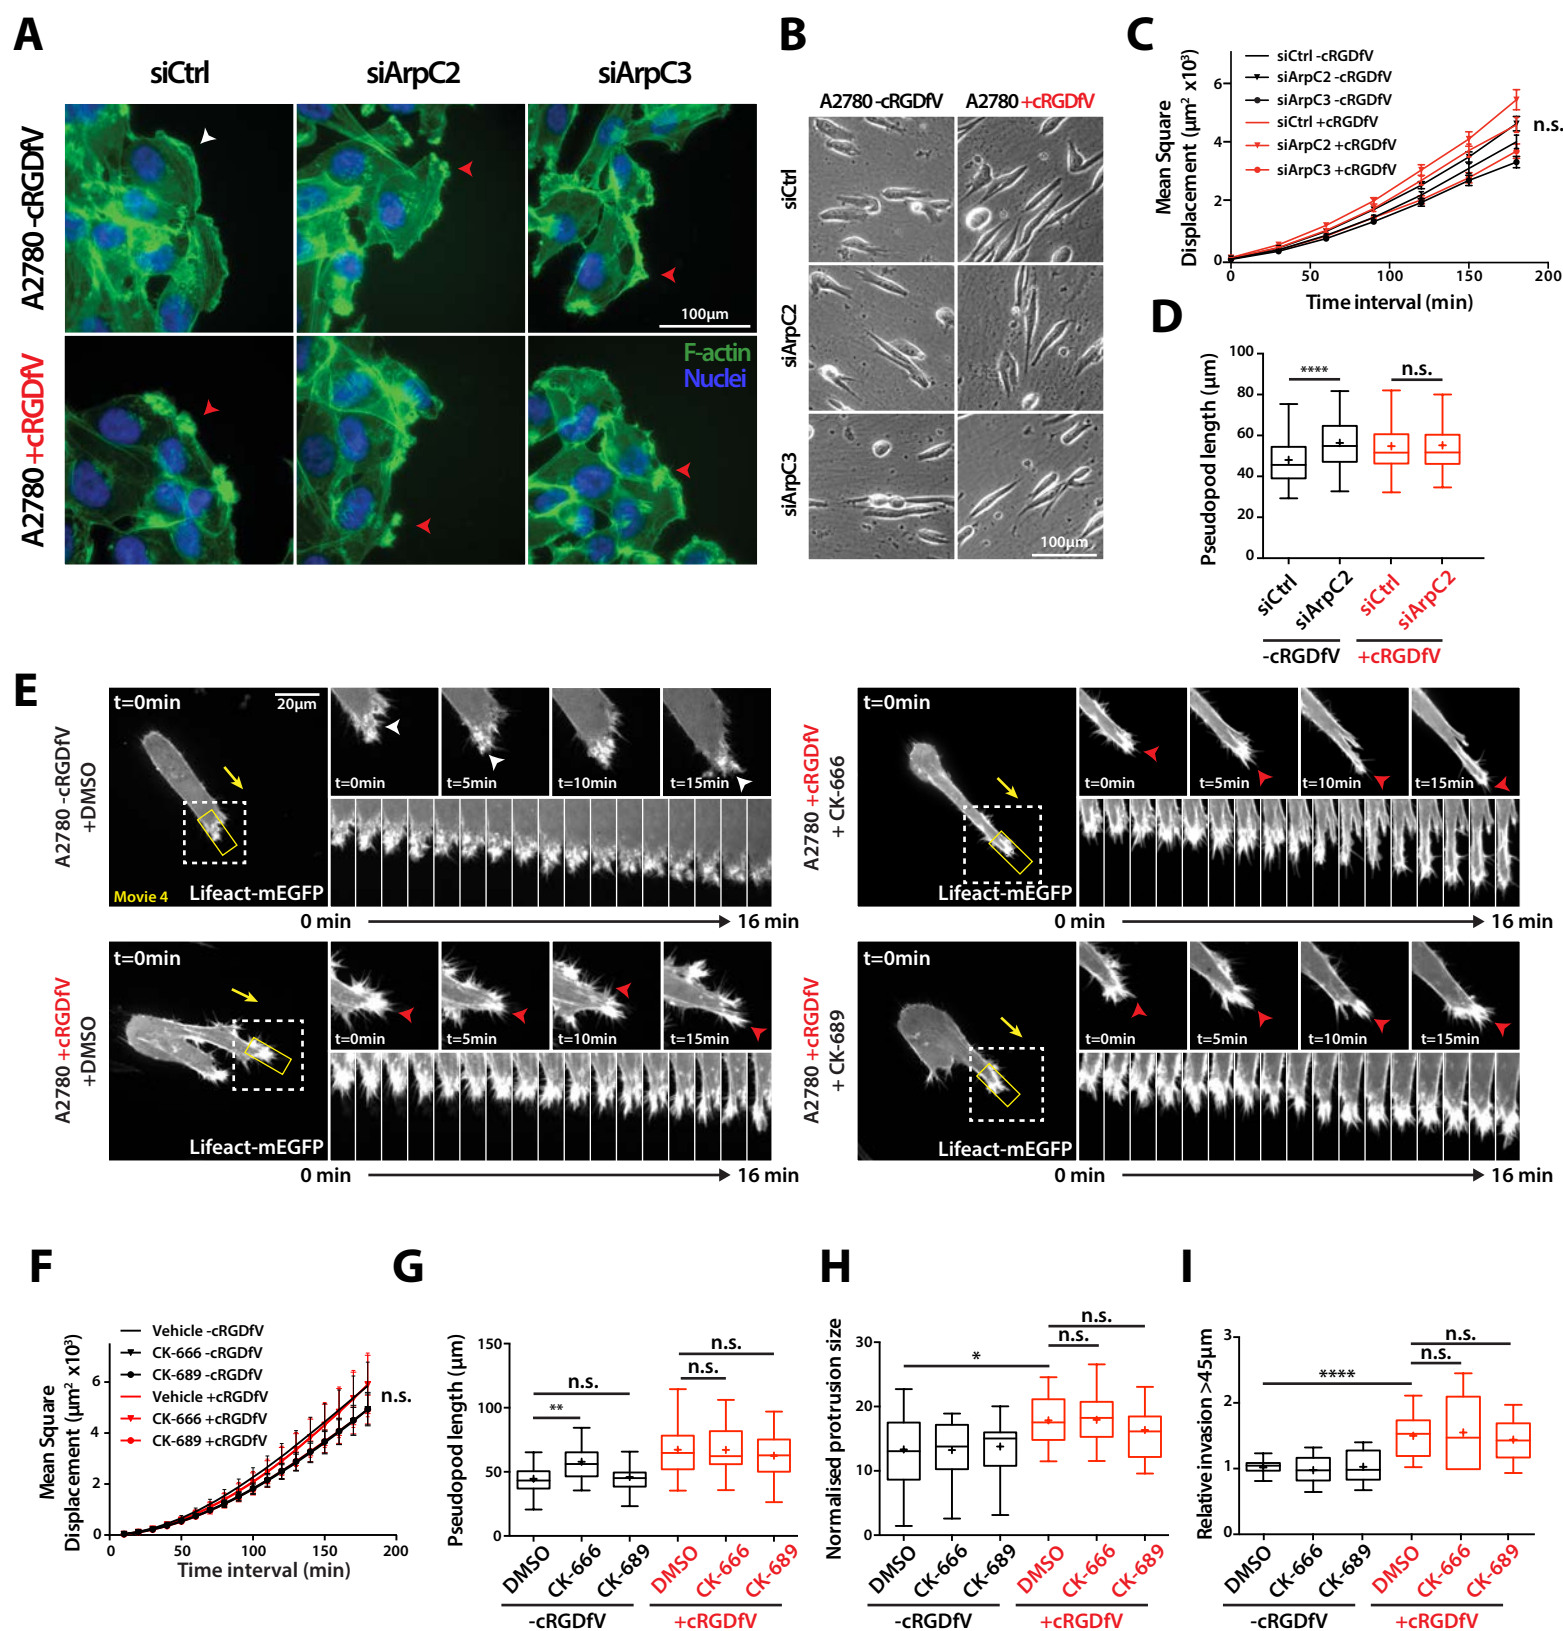 A
siCtrl
siArpC2
siArpC3
A2780 -cRGDfV
A2780 +cRGDfV
100µm
F-actin
Nuclei
B
A2780 -cRGDfV
A2780 +cRGDfV
siCtrl
siArpC2
siArpC3
100µm
C
Mean Square
Displacement (µm² x10³)
6
4
2
0
siCtrl -cRGDfV
siArpC2 -cRGDfV
siArpC3 -cRGDfV
siCtrl +cRGDfV
siArpC2 +cRGDfV
siArpC3 +cRGDfV
n.s.
0
50
100
150
200
Time interval (min)
D
Pseudopod length (µm)
100
80
60
40
20
0
****
n.s.
siCtrl
siArpC2
siCtrl
siArpC2
-cRGDfV
+cRGDfV
E
A2780 -cRGDfV
+DMSO
t=0min
20µm
Movie 4
Lifeact-mEGFP
t=0min
t=5min
t=10min
t=15min
0 min
16 min
A2780 +cRGDfV
+ CK-666
t=0min
Lifeact-mEGFP
t=0min
t=5min
t=10min
t=15min
0 min
16 min
A2780 +cRGDfV
+DMSO
t=0min
Lifeact-mEGFP
t=0min
t=5min
t=10min
t=15min
0 min
16 min
A2780 +cRGDfV
+ CK-689
t=0min
Lifeact-mEGFP
t=0min
t=5min
t=10min
t=15min
0 min
16 min
F
Mean Square
Displacement (µm² x10³)
6
4
2
0
Vehicle -cRGDfV
CK-666 -cRGDfV
CK-689 -cRGDfV
Vehicle +cRGDfV
CK-666 +cRGDfV
CK-689 +cRGDfV
n.s.
0
50
100
150
200
Time interval (min)
G
Pseudopod length (µm)
150
100
50
0
**
n.s.
n.s.
n.s.
DMSO
CK-666
CK-689
DMSO
CK-666
CK-689
-cRGDfV
+cRGDfV
H
Normalised protrusion size
30
20
10
0
*
n.s.
n.s.
DMSO
CK-666
CK-689
DMSO
CK-666
CK-689
-cRGDfV
+cRGDfV
I
Relative invasion >45µm
3
2
1
0
****
n.s.
n.s.
DMSO
CK-666
CK-689
DMSO
CK-666
CK-689
-cRGDfV
+cRGDfV